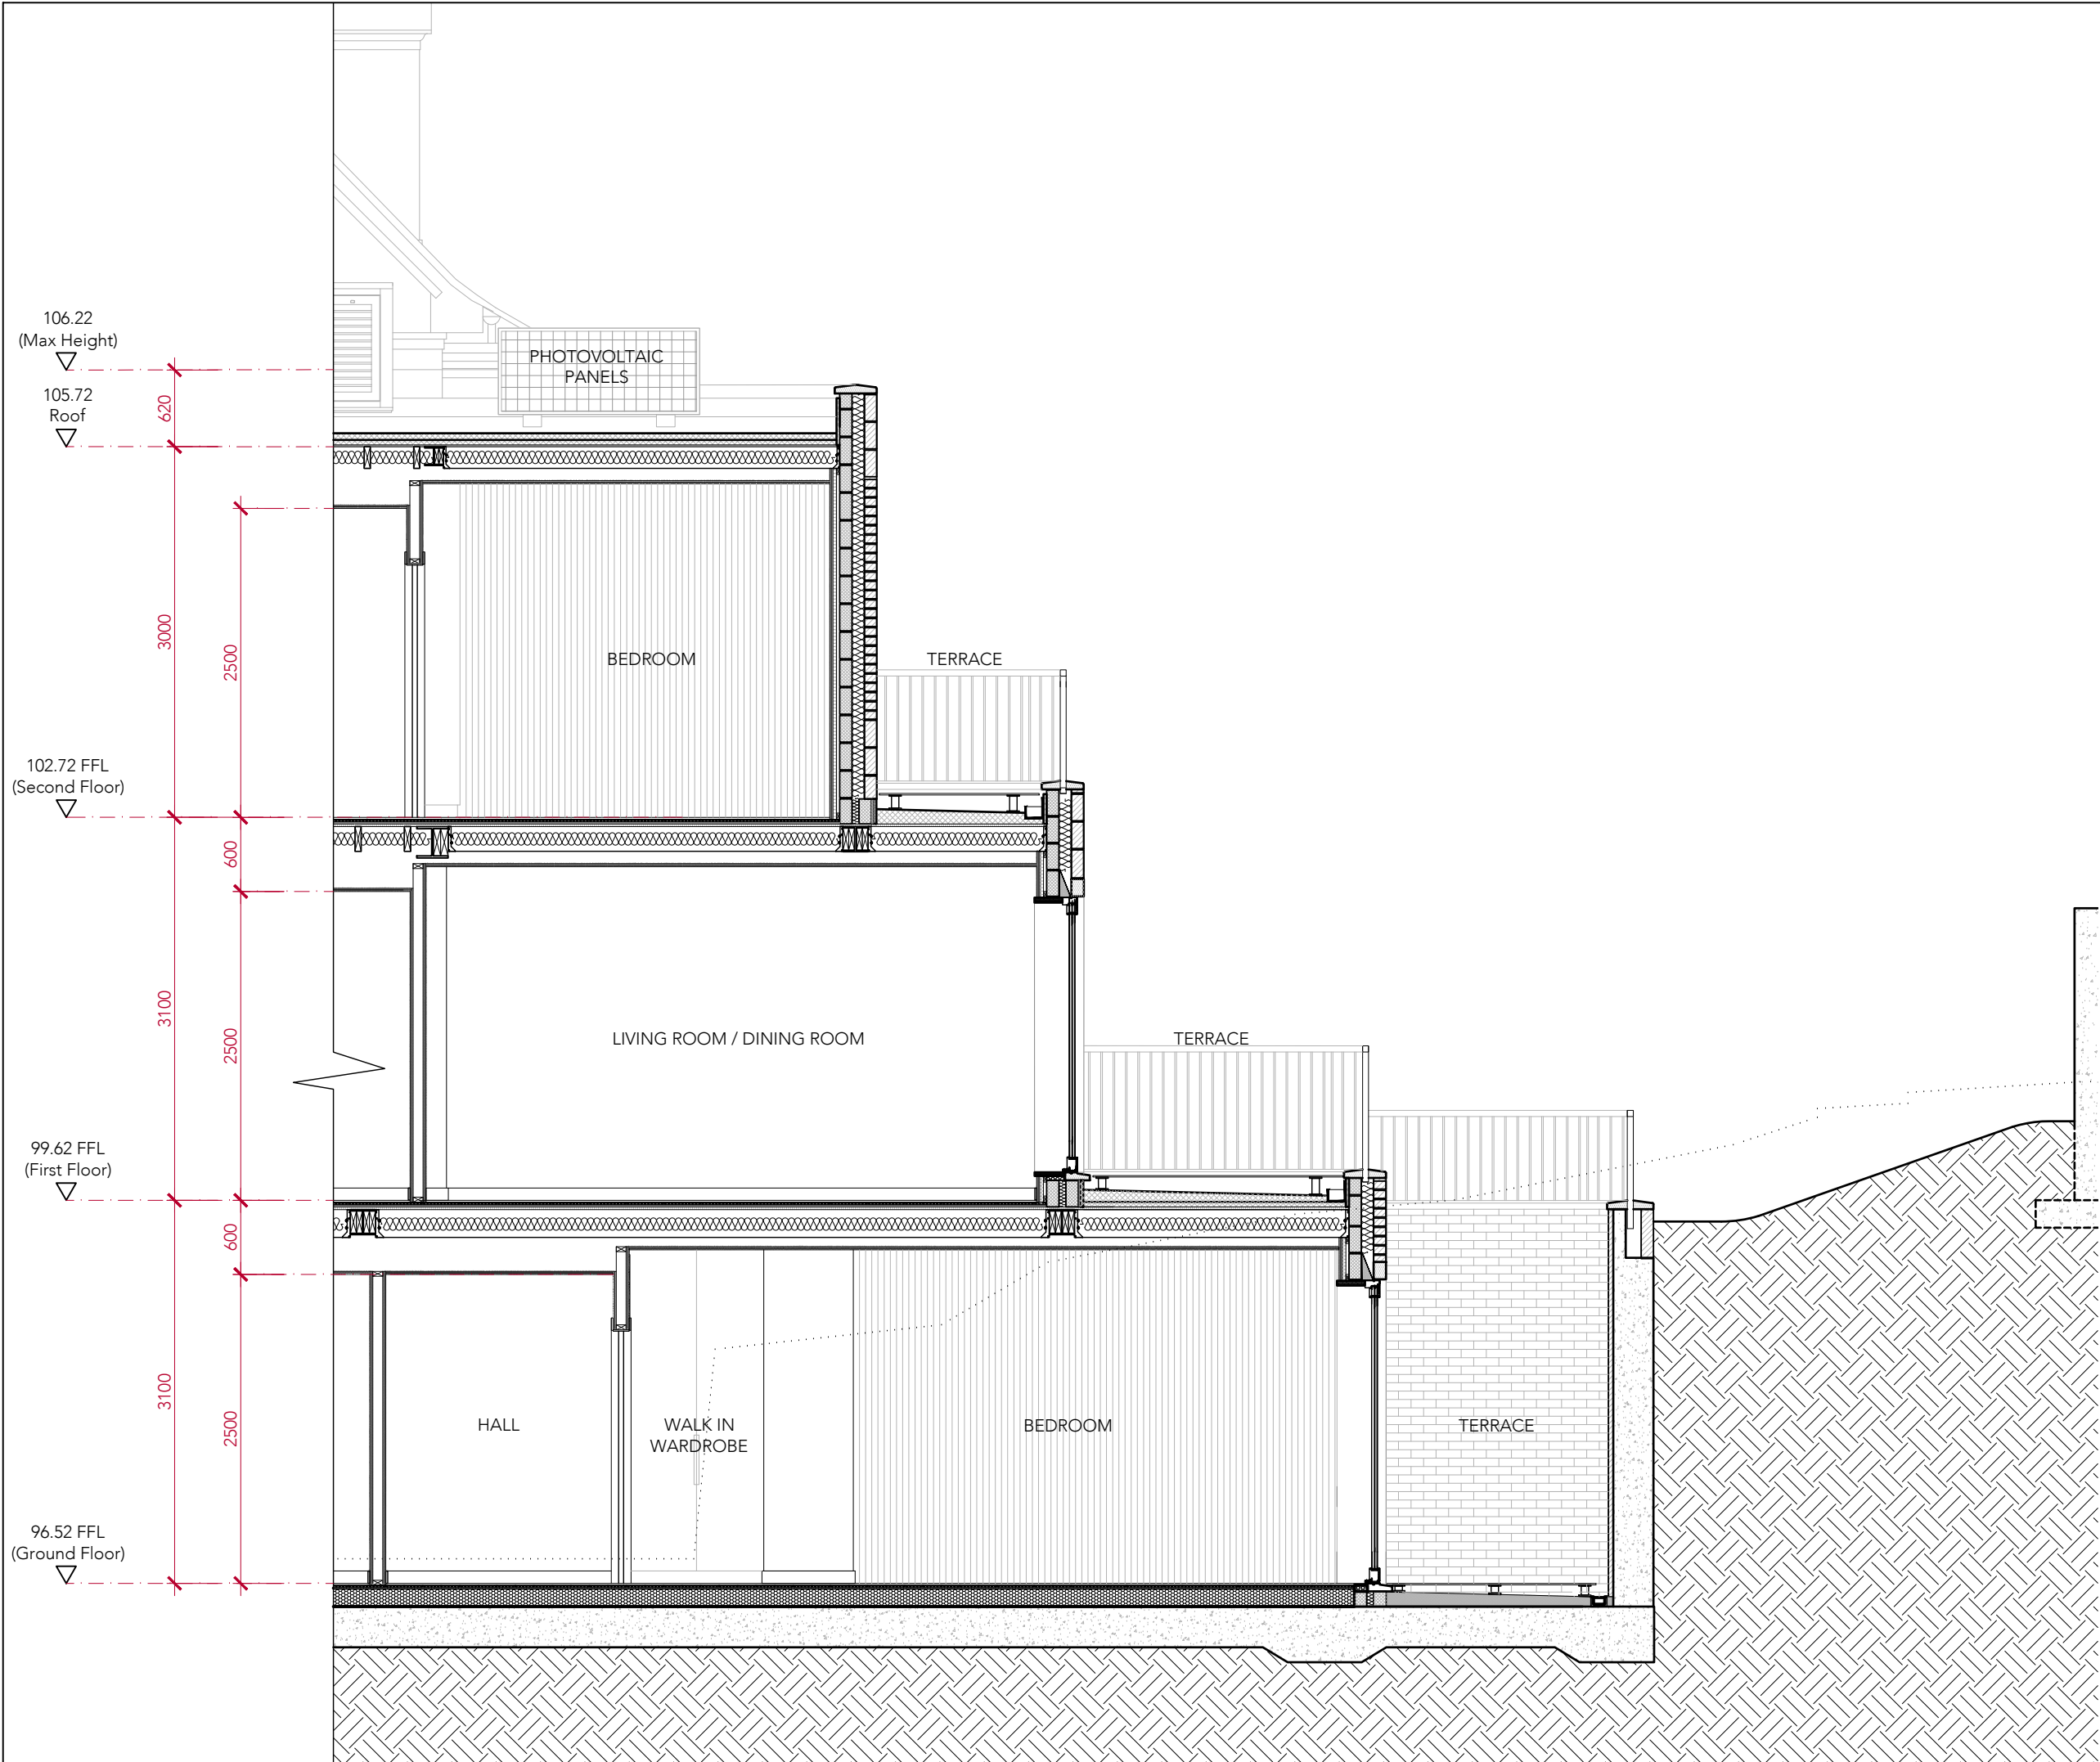 106.22
(Max Height)
105.72
Roof
620
PHOTOVOLTAIC
PANELS
3000
2500
BEDROOM
TERRACE
102.72 FFL
(Second Floor)
600
3100
2500
LIVING ROOM / DINING ROOM
TERRACE
99.62 FFL
(First Floor)
600
3100
2500
HALL
WALK IN
WARDROBE
BEDROOM
TERRACE
96.52 FFL
(Ground Floor)